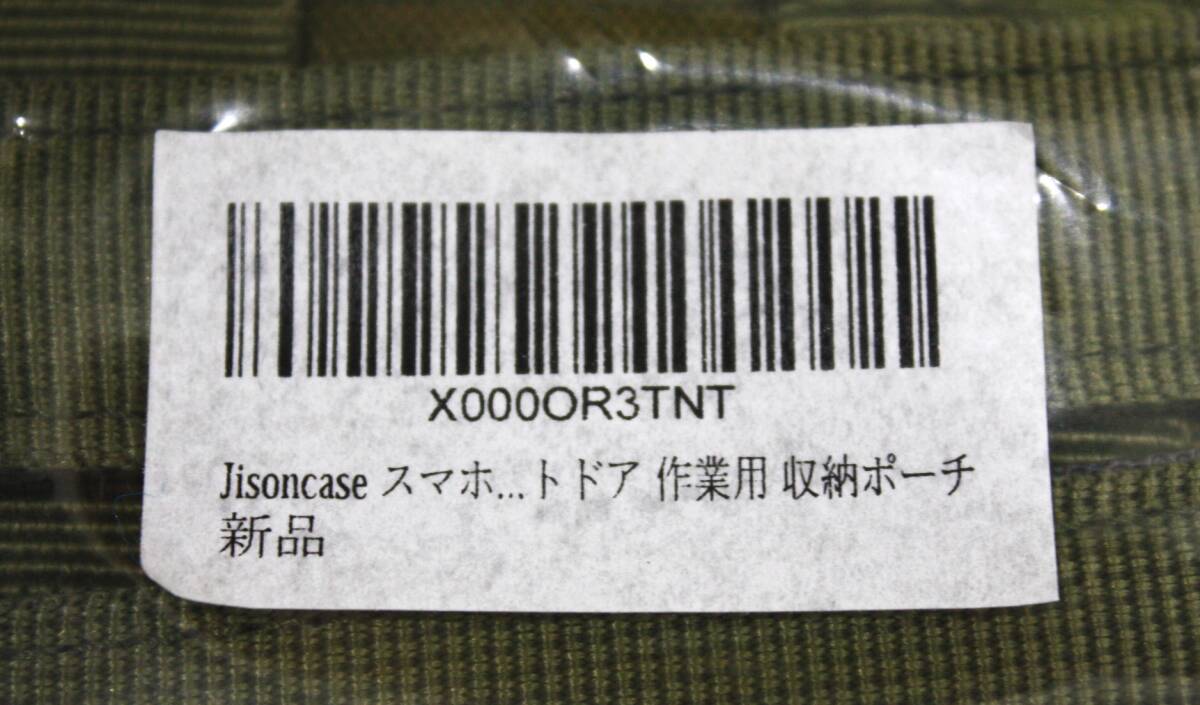 X000OR3TNT
Jisoncase スマホ...トドア 作業用 収納ポーチ
新品